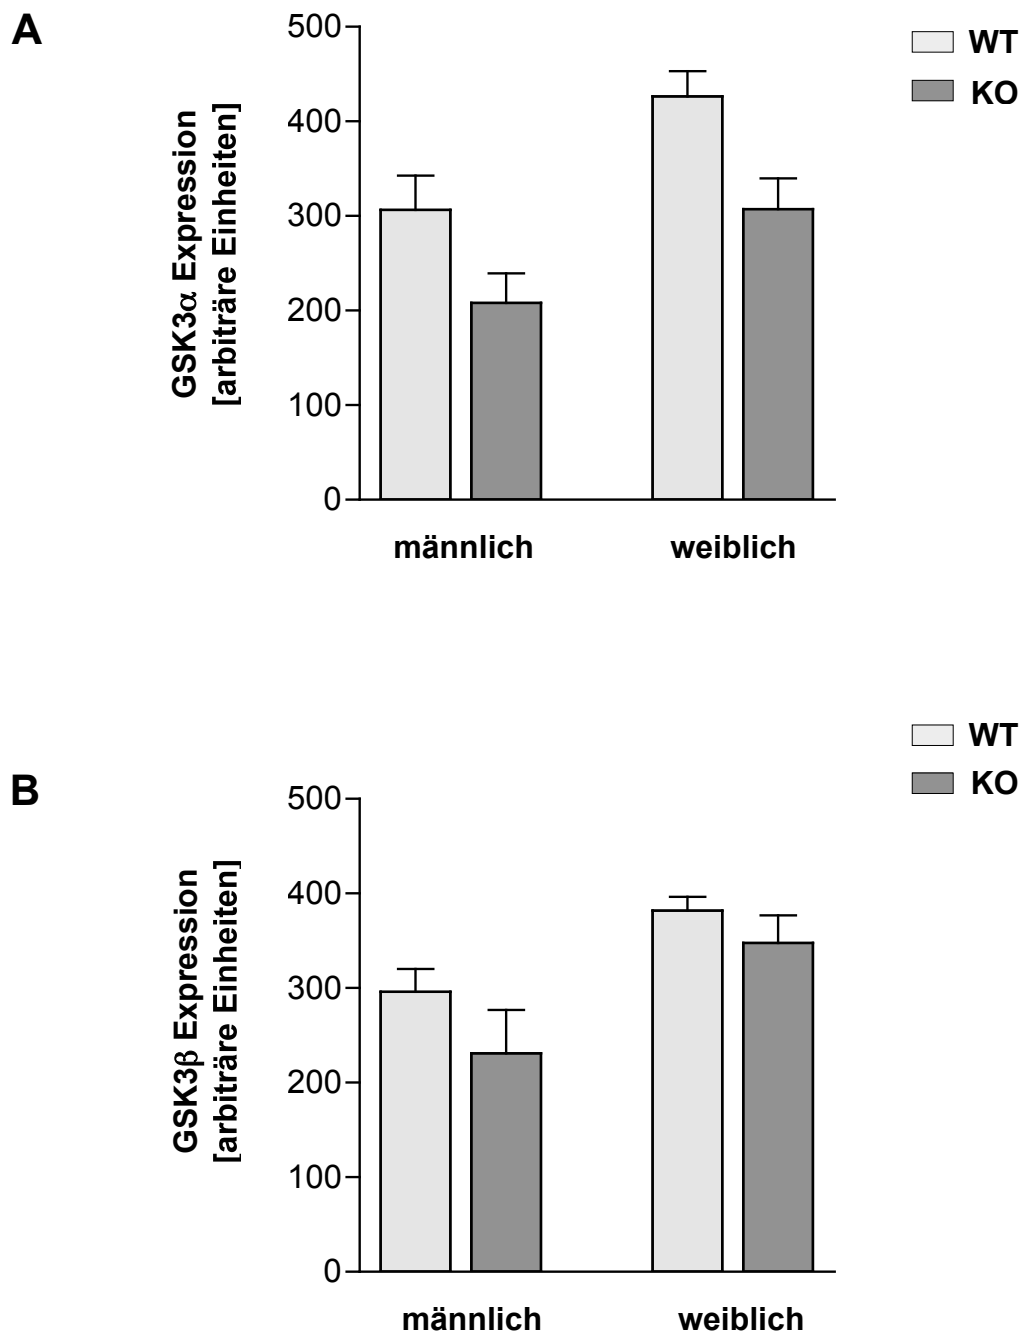 A
WT
KO
GSK3α Expression
[arbiträre Einheiten]
500
400
300
200
100
0
männlich weiblich
WT
KO
B
GSK3β Expression
[arbiträre Einheiten]
500
400
300
200
100
0
männlich weiblich